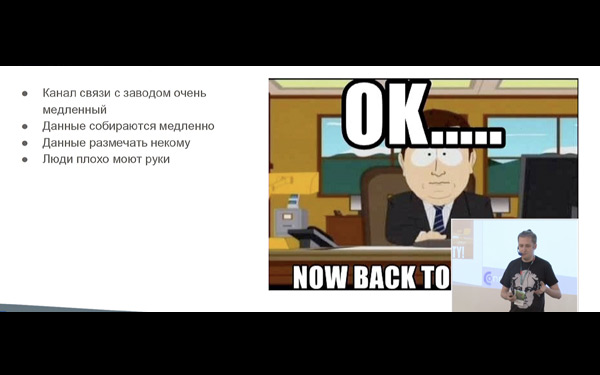 Канал связи с заводом очень
медленный
Данные собираются медленно
Данные размечать некому
Люди плохо моют руки
OK.....
NOW BACK TO